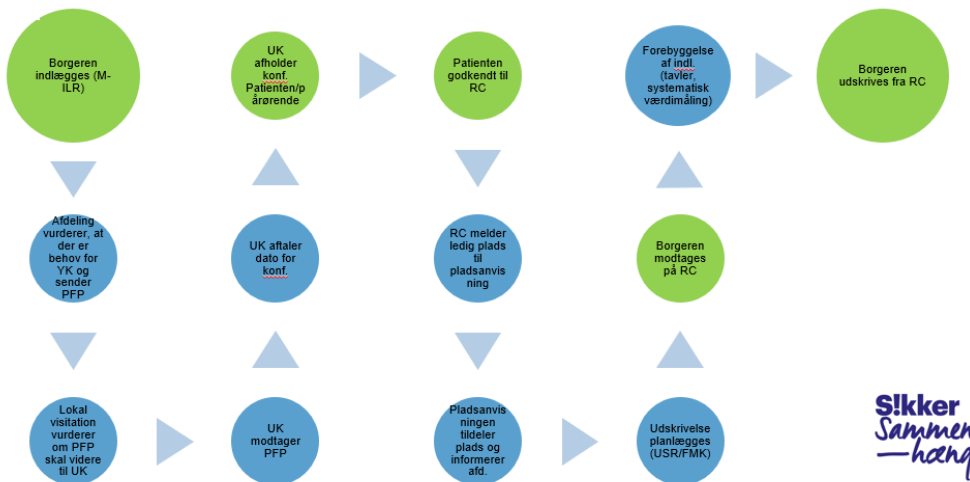 Borgeren
indlægges (M-
ILR)
Afdeling
vurderer, at
der er
behov for
YK og
sender
PFP
Lokal
visitation
vurderer
om PFP
skal videre
til UK
UK
modtager
PFP
UK aftaler
dato for
konf.
UK
afholder
konf.
Patienten/p
årørende
Patienten
godkendt til
RC
RC melder
ledig plads
til
pladsanvis
ning
Pladsanvis
ningen
tildeler
plads og
informerer
afd.
Udskrivelse
planlægges
(USR/FMK)
Borgeren
modtages
på RC
Forebyggelse
af indl.
(tavler,
systematisk
værdimåling)
Borgeren
udskrives fra
RC
S!kker
Sammen
hæng